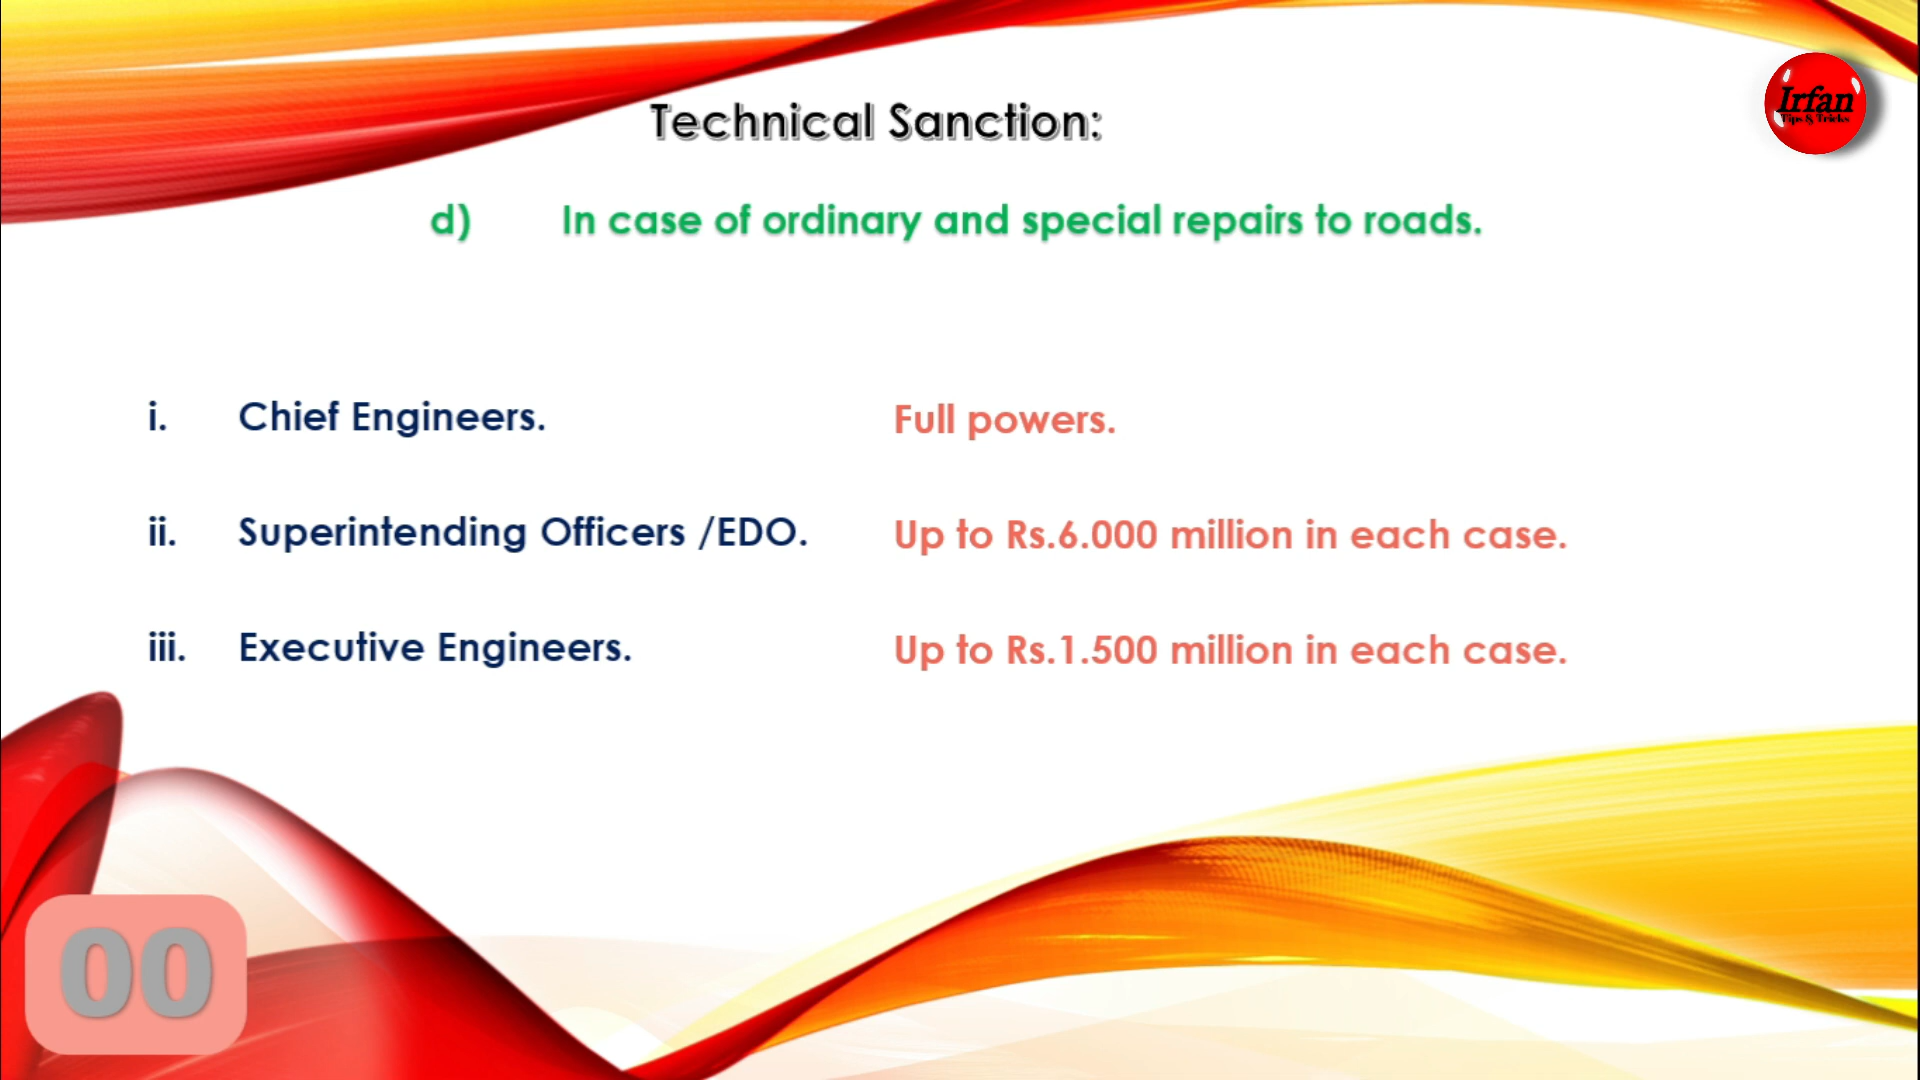 Irfan
Tips & Tricks
Technical Sanction:
d) In case of ordinary and special repairs to roads.
i. Chief Engineers. Full powers.
ii. Superintending Officers /EDO. Up to Rs.6.000 million in each case.
iii. Executive Engineers. Up to Rs.1.500 million in each case.
00